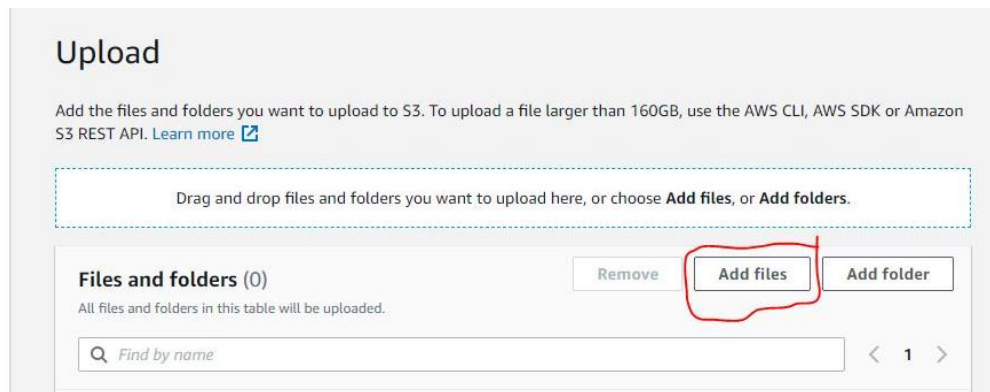 Upload
Add the files and folders you want to upload to S3. To upload a file larger than 160GB, use the AWS CLI, AWS SDK or Amazon
S3 REST API. Learn more
Drag and drop files and folders you want to upload here, or choose Add files, or Add folders.
Files and folders (0)
Remove
Add files
Add folder
All files and folders in this table will be uploaded.
Find by name
1